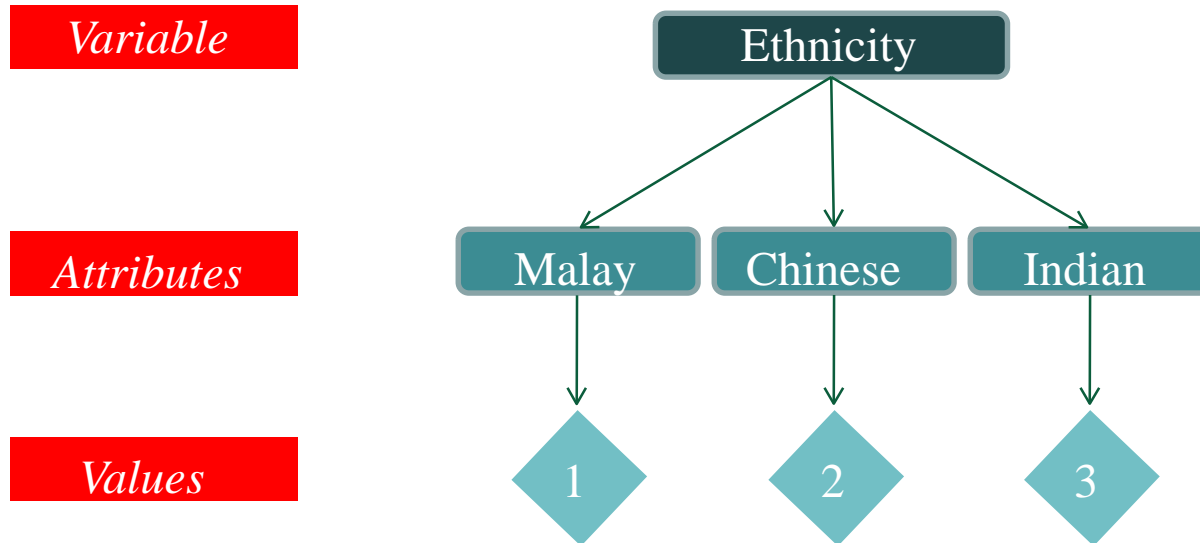 Variable
Ethnicity
Attributes
Malay
Chinese
Indian
Values
1
2
3